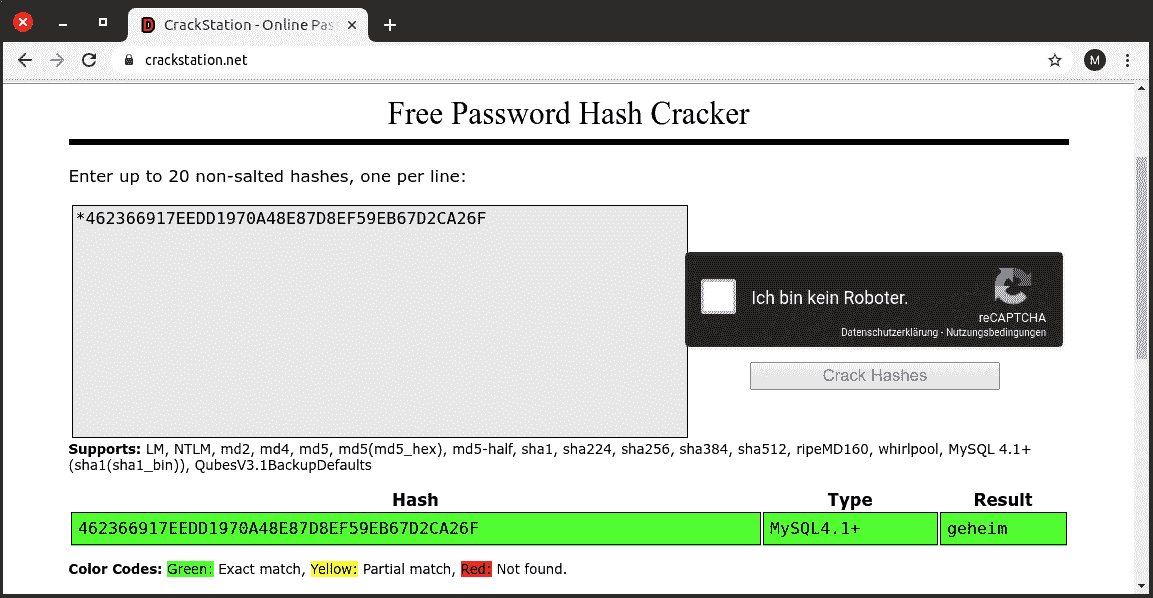 CrackStation - Online Pas
crackstation.net
M
Free Password Hash Cracker
Enter up to 20 non-salted hashes, one per line:
*462366917EEDD1970A48E87D8EF59EB67D2CA26F
Ich bin kein Roboter.
reCAPTCHA
Datenschutzerklärung - Nutzungsbedingungen
Crack Hashes
Supports: LM, NTLM, md2, md4, md5, md5(md5_hex), md5-half, sha1, sha224, sha256, sha384, sha512, ripeMD160, whirlpool, MySQL 4.1+
(sha1(sha1_bin)), QubesV3.1BackupDefaults
Hash Type Result
462366917EEDD1970A48E87D8EF59EB67D2CA26F MySQL4.1+ geheim
Color Codes: Green: Exact match, Yellow: Partial match, Red: Not found.